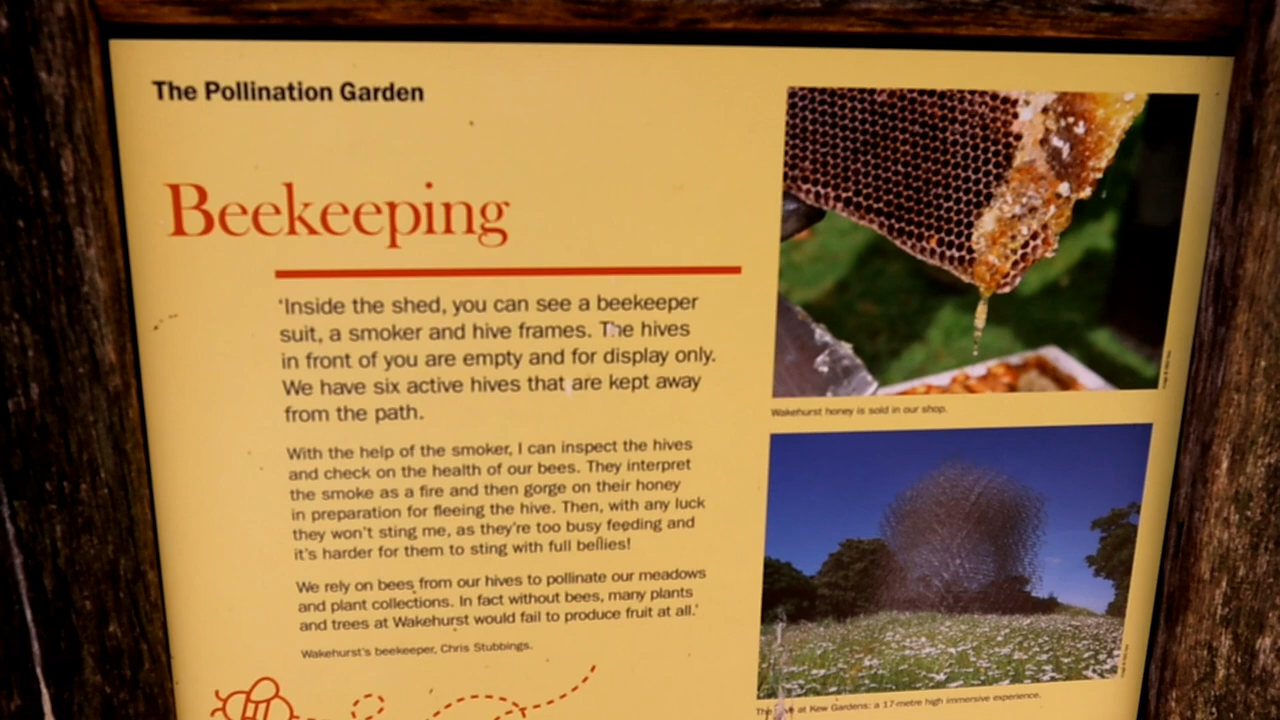 The Pollination Garden
Beekeeping
‘Inside the shed, you can see a beekeeper
suit, a smoker and hive frames. The hives
in front of you are empty and for display only.
We have six active hives that are kept away
from the path.
With the help of the smoker, I can inspect the hives
and check on the health of our bees. They interpret
the smoke as a fire and then gorge on their honey
in preparation for fleeing the hive. Then, with any luck
they won’t sting me, as they’re too busy feeding and
it’s harder for them to sting with full bellies!
We rely on bees from our hives to pollinate our meadows
and plant collections. In fact without bees, many plants
and trees at Wakehurst would fail to produce fruit at all.’
Wakehurst’s beekeeper, Chris Stubbings.
Wakehurst honey is sold in our shop.
at Kew Gardens: a 17-metre high immersive experience.